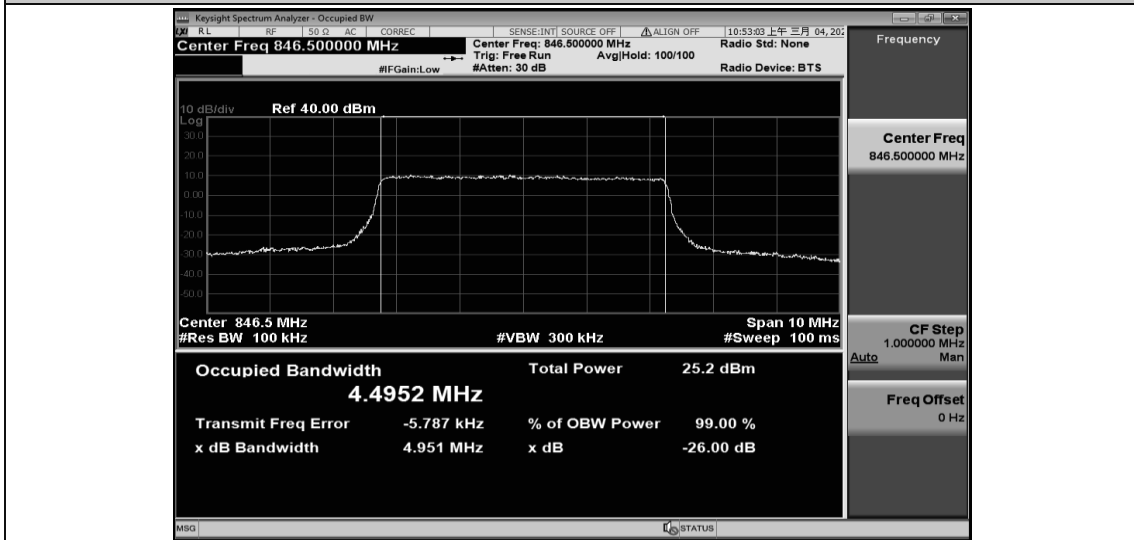 Keysight Spectrum Analyzer - Occupied BW
LXI RL RF 50 Ω AC CORREC SENSE:INT SOURCE OFF ⚠ALIGN OFF 10:53:03 上午 三月 04, 202
Center Freq 846.500000 MHz
Center Freq: 846.500000 MHz
Radio Std: None
Trig: Free Run Avg|Hold: 100/100
#IFGain:Low
#Atten: 30 dB
Radio Device: BTS
10 dB/div Ref 40.00 dBm
Log
30.0
20.0
10.0
0.00
-10.0
-20.0
-30.0
-40.0
-50.0
Center 846.5 MHz Span 10 MHz
#Res BW 100 kHz #VBW 300 kHz #Sweep 100 ms
Occupied Bandwidth Total Power 25.2 dBm
4.4952 MHz
Transmit Freq Error -5.787 kHz % of OBW Power 99.00 %
x dB Bandwidth 4.951 MHz x dB -26.00 dB
MSG STATUS
Frequency
Center Freq
846.500000 MHz
CF Step
1.000000 MHz
Auto Man
Freq Offset
0 Hz